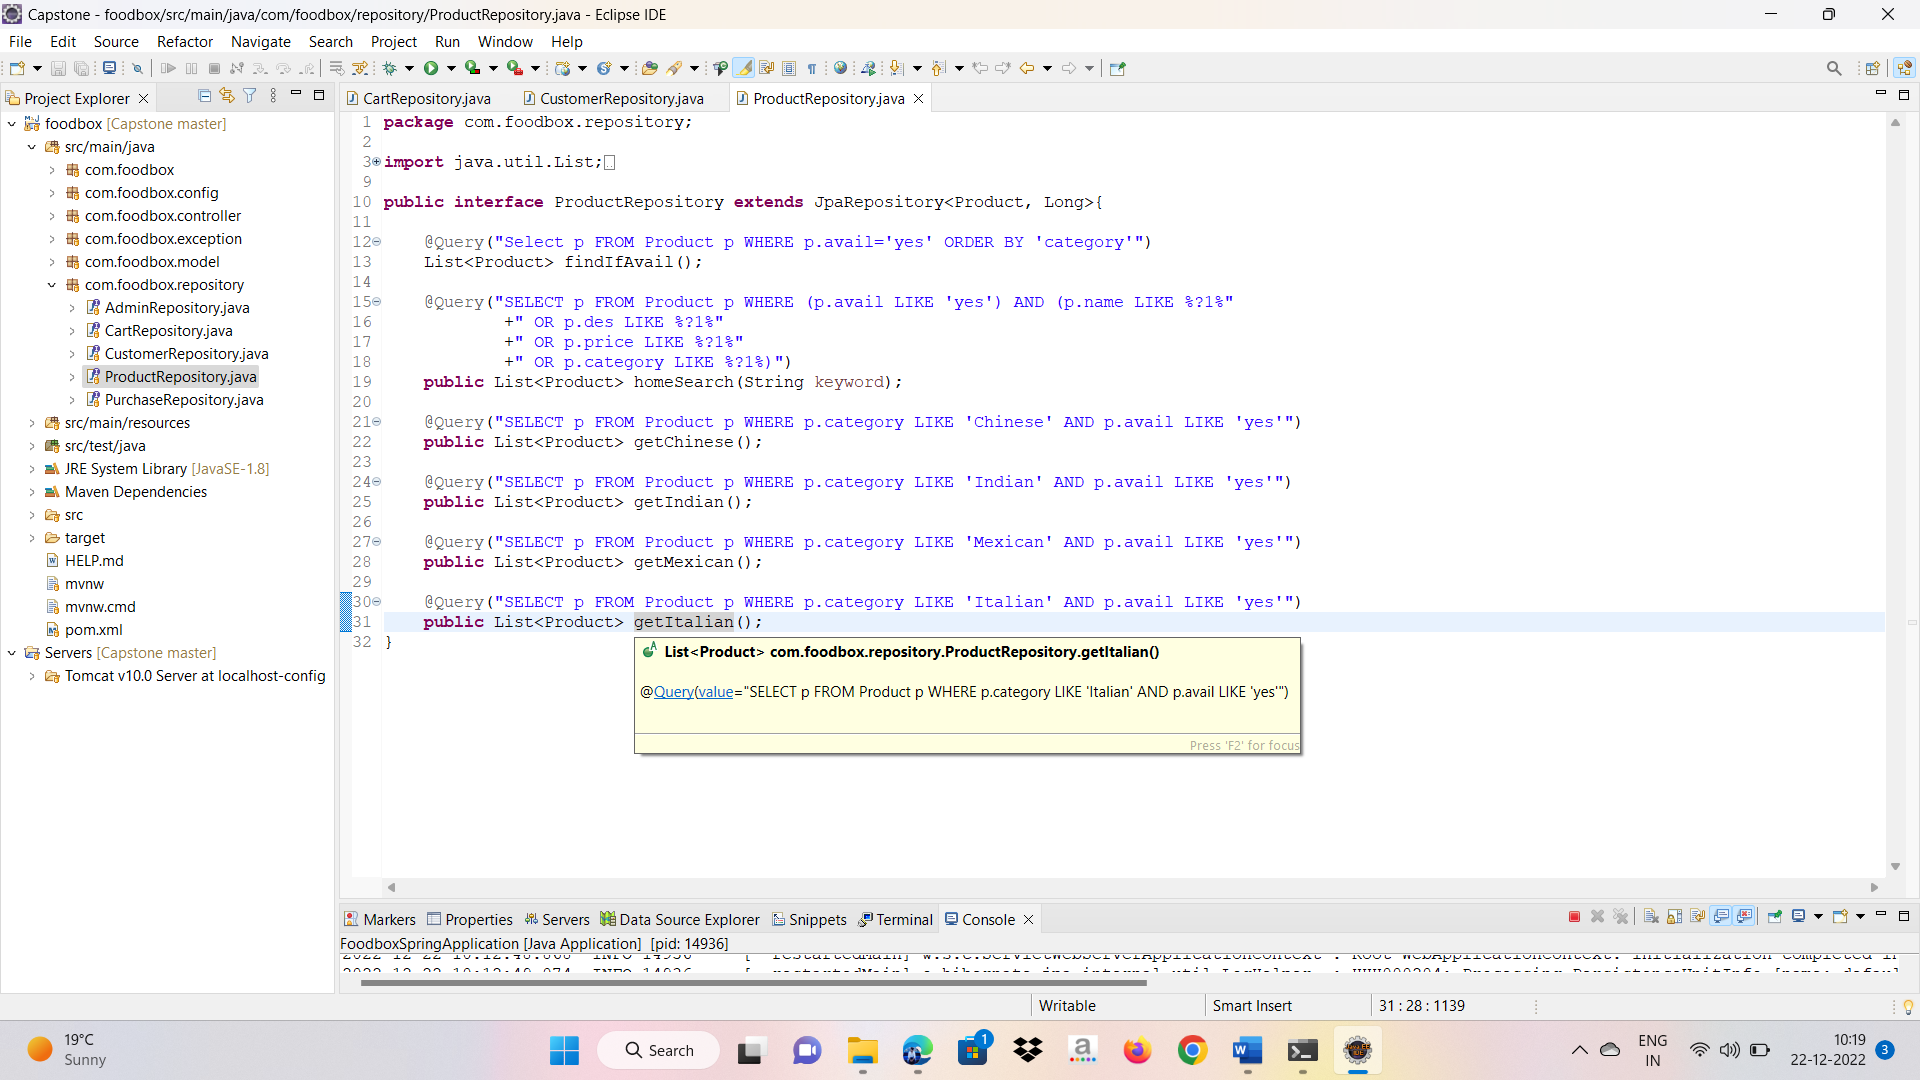 Capstone - foodbox/src/main/java/com/foodbox/repository/ProductRepository.java - Eclipse IDE
File Edit Source Refactor Navigate Search Project Run Window Help
Project Explorer
foodbox [Capstone master]
src/main/java
com.foodbox
com.foodbox.config
com.foodbox.controller
com.foodbox.exception
com.foodbox.model
com.foodbox.repository
AdminRepository.java
CartRepository.java
CustomerRepository.java
ProductRepository.java
PurchaseRepository.java
src/main/resources
src/test/java
JRE System Library [JavaSE-1.8]
Maven Dependencies
src
target
HELP.md
mvnw
mvnw.cmd
pom.xml
Servers [Capstone master]
Tomcat v10.0 Server at localhost-config
CartRepository.java CustomerRepository.java ProductRepository.java
1 package com.foodbox.repository;
2
3 import java.util.List;
9
10 public interface ProductRepository extends JpaRepository<Product, Long>{
11
12 @Query("Select p FROM Product p WHERE p.avail='yes' ORDER BY 'category'")
13 List<Product> findIfAvail();
14
15 @Query("SELECT p FROM Product p WHERE (p.avail LIKE 'yes') AND (p.name LIKE %?1%"
16 +" OR p.des LIKE %?1%"
17 +" OR p.price LIKE %?1%"
18 +" OR p.category LIKE %?1%)")
19 public List<Product> homeSearch(String keyword);
20
21 @Query("SELECT p FROM Product p WHERE p.category LIKE 'Chinese' AND p.avail LIKE 'yes'")
22 public List<Product> getChinese();
23
24 @Query("SELECT p FROM Product p WHERE p.category LIKE 'Indian' AND p.avail LIKE 'yes'")
25 public List<Product> getIndian();
26
27 @Query("SELECT p FROM Product p WHERE p.category LIKE 'Mexican' AND p.avail LIKE 'yes'")
28 public List<Product> getMexican();
29
30 @Query("SELECT p FROM Product p WHERE p.category LIKE 'Italian' AND p.avail LIKE 'yes'")
31 public List<Product> getItalian();
32 }
List<Product> com.foodbox.repository.ProductRepository.getItalian()
@Query(value="SELECT p FROM Product p WHERE p.category LIKE 'Italian' AND p.avail LIKE 'yes'")
Press 'F2' for focus
Markers Properties Servers Data Source Explorer Snippets Terminal Console
FoodboxSpringApplication [Java Application] [pid: 14936]
Writable Smart Insert 31 : 28 : 1139
19°C
Sunny
Search
1
ENG
IN
10:19
22-12-2022
3